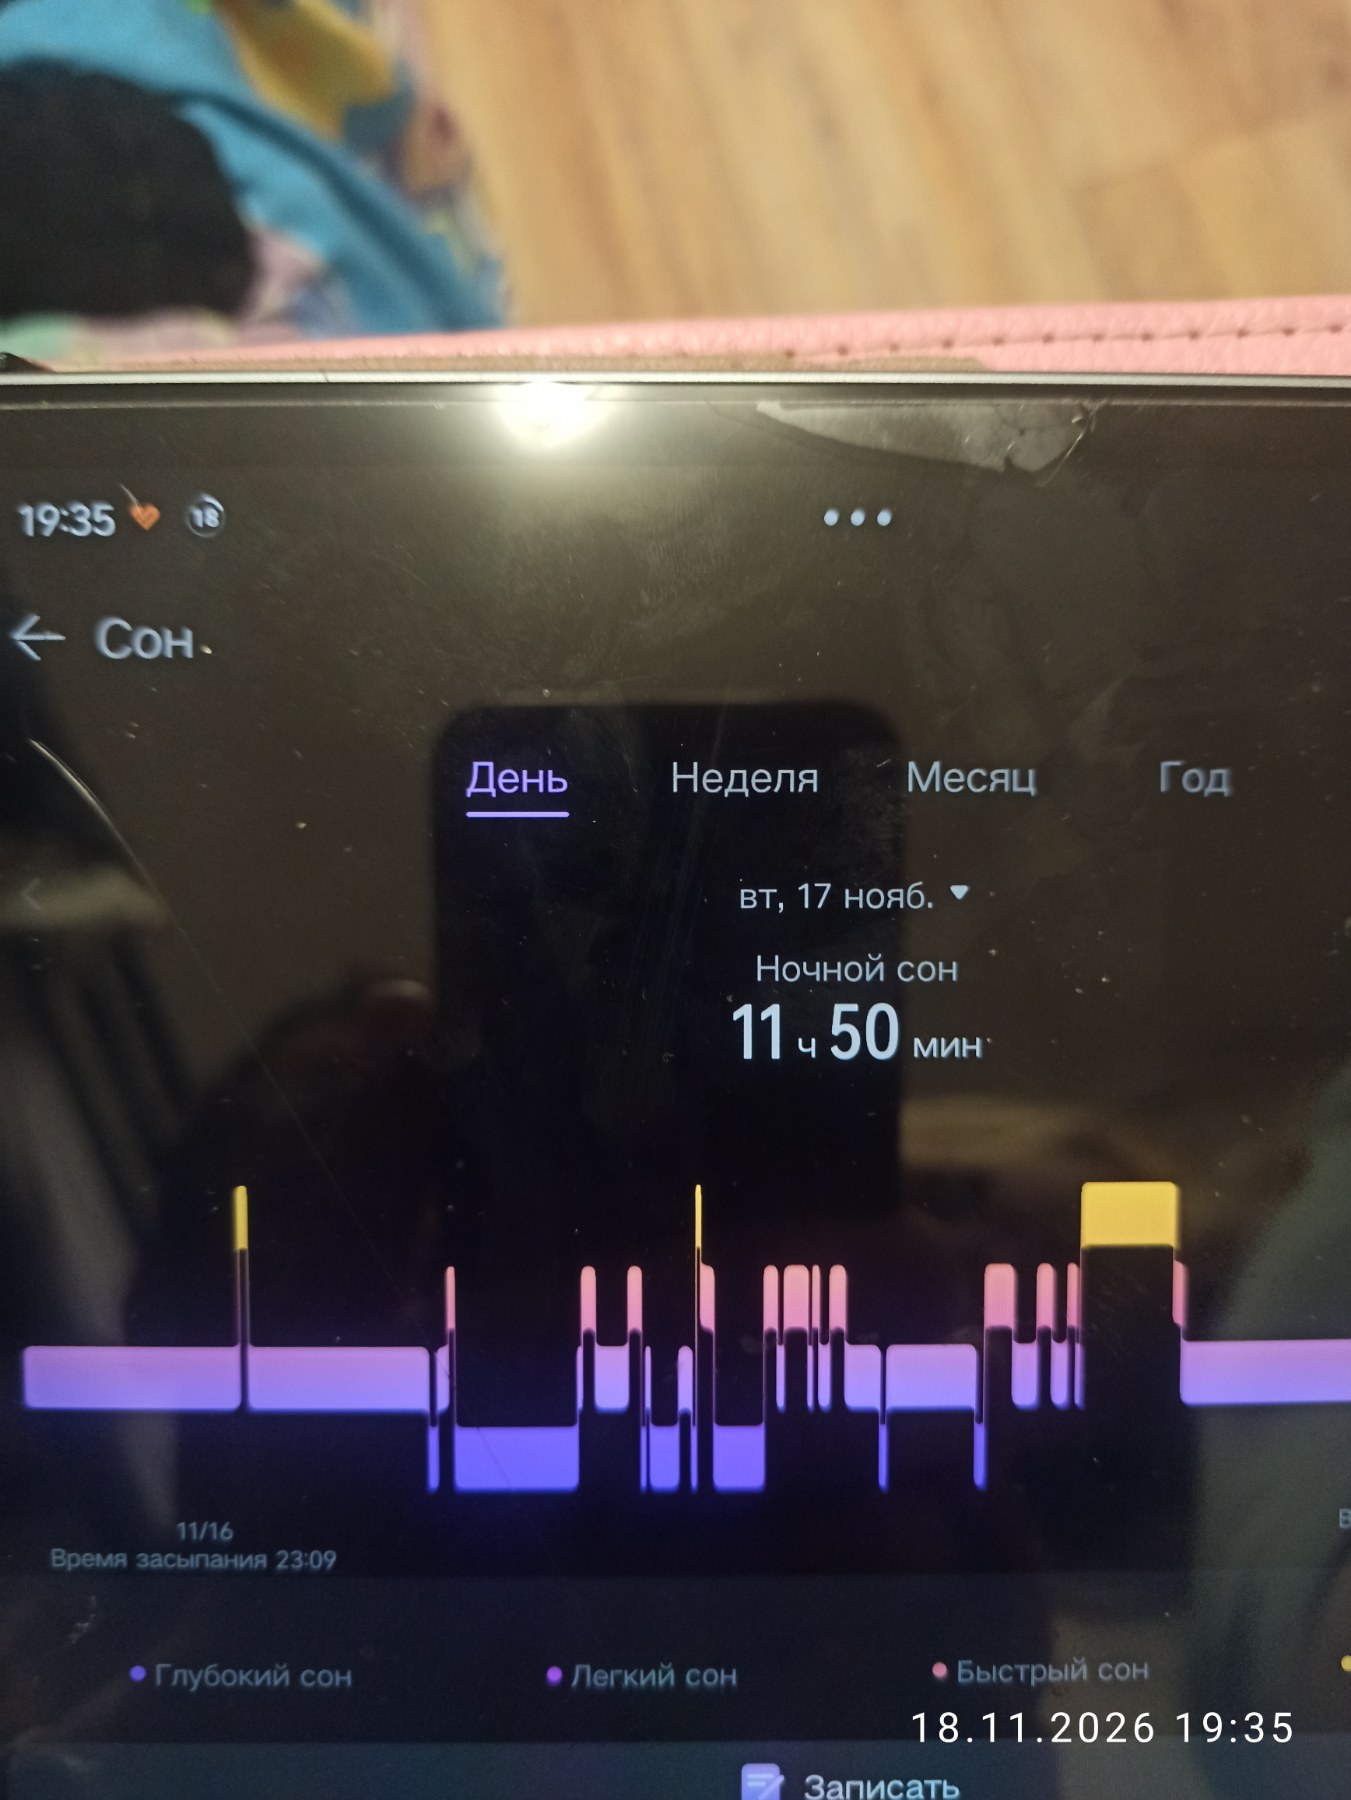 19:35 18
Сон
День Неделя Месяц Год
вт, 17 нояб.
Ночной сон
11 ч 50 мин
11/16
Время засыпания 23:09
Глубокий сон Легкий сон Быстрый сон
18.11.2026 19:35
Записать